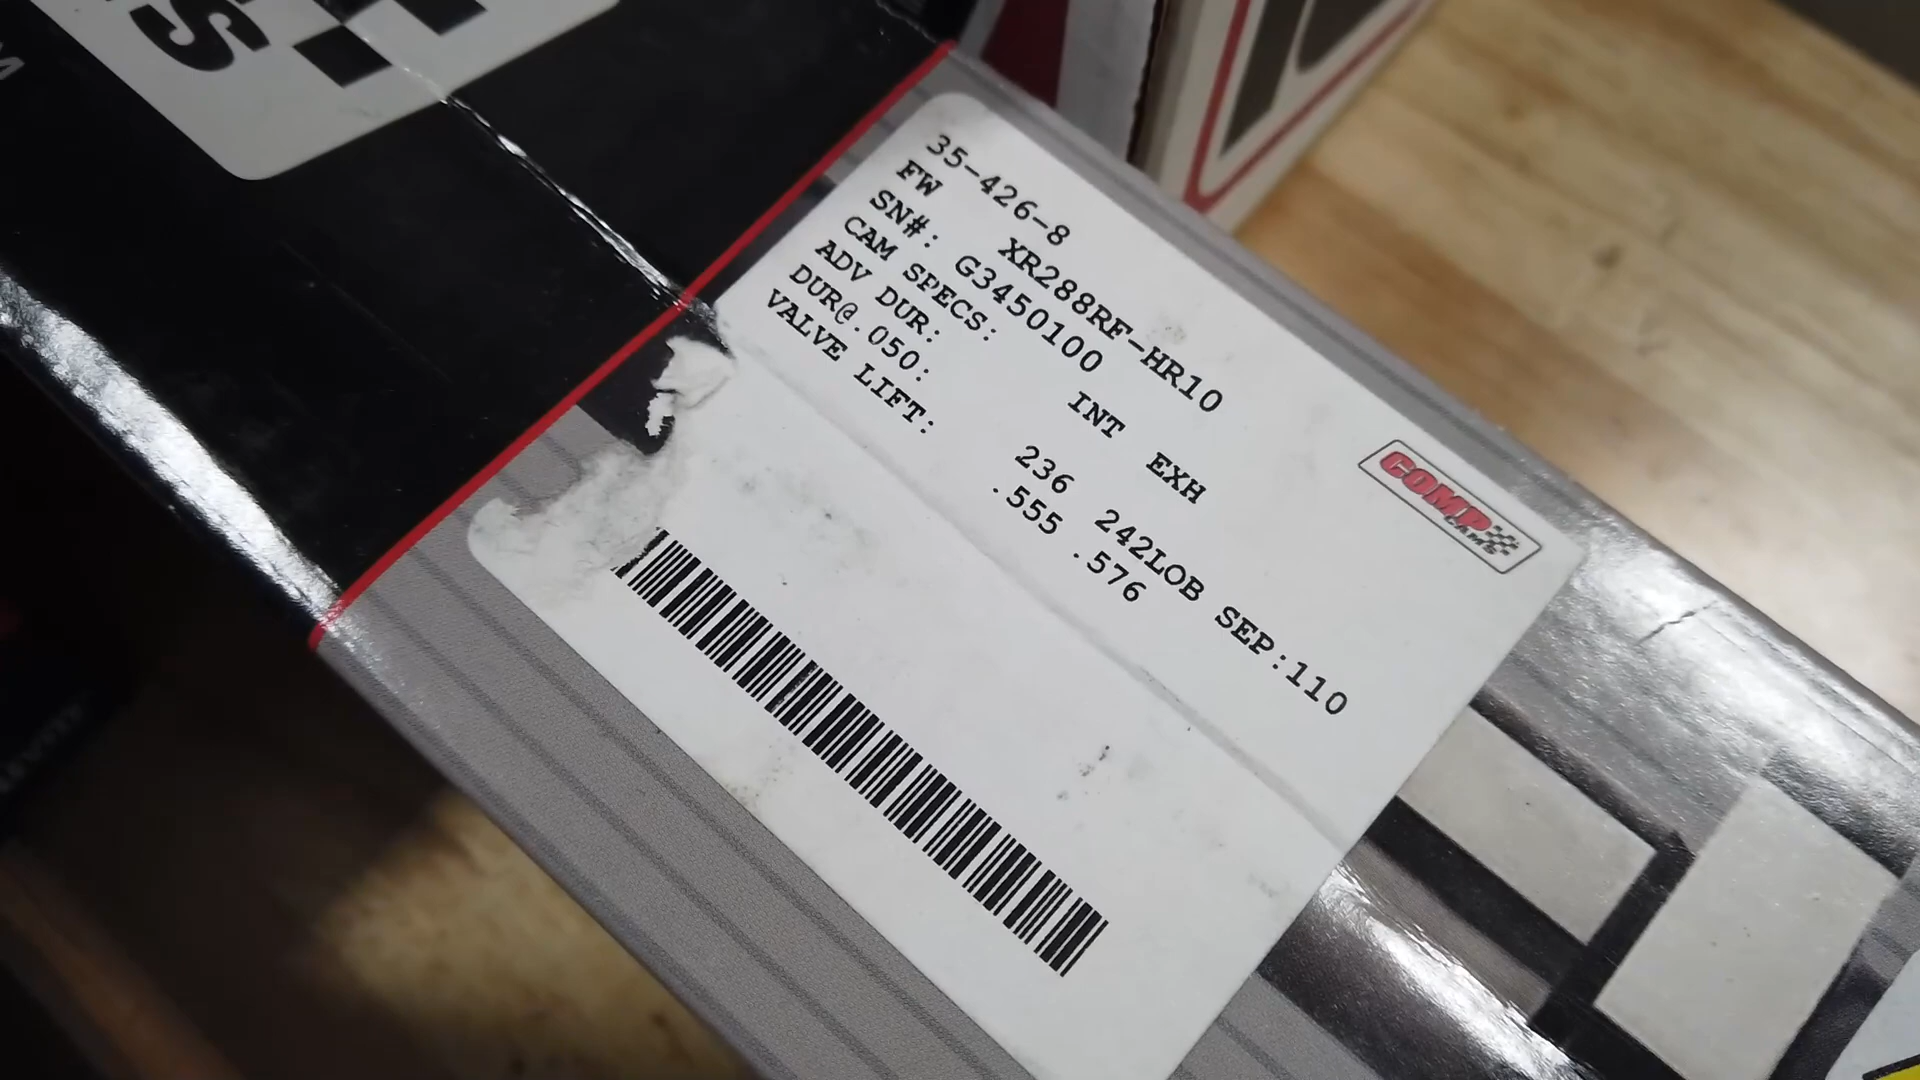 35-426-8
FW XR288RF-HR10
SN#: G3450100
CAM SPECS: INT EXH
ADV DUR:
DUR@.050: 236 242LOB SEP:110
VALVE LIFT: .555 .576
COMP
CAMS
S